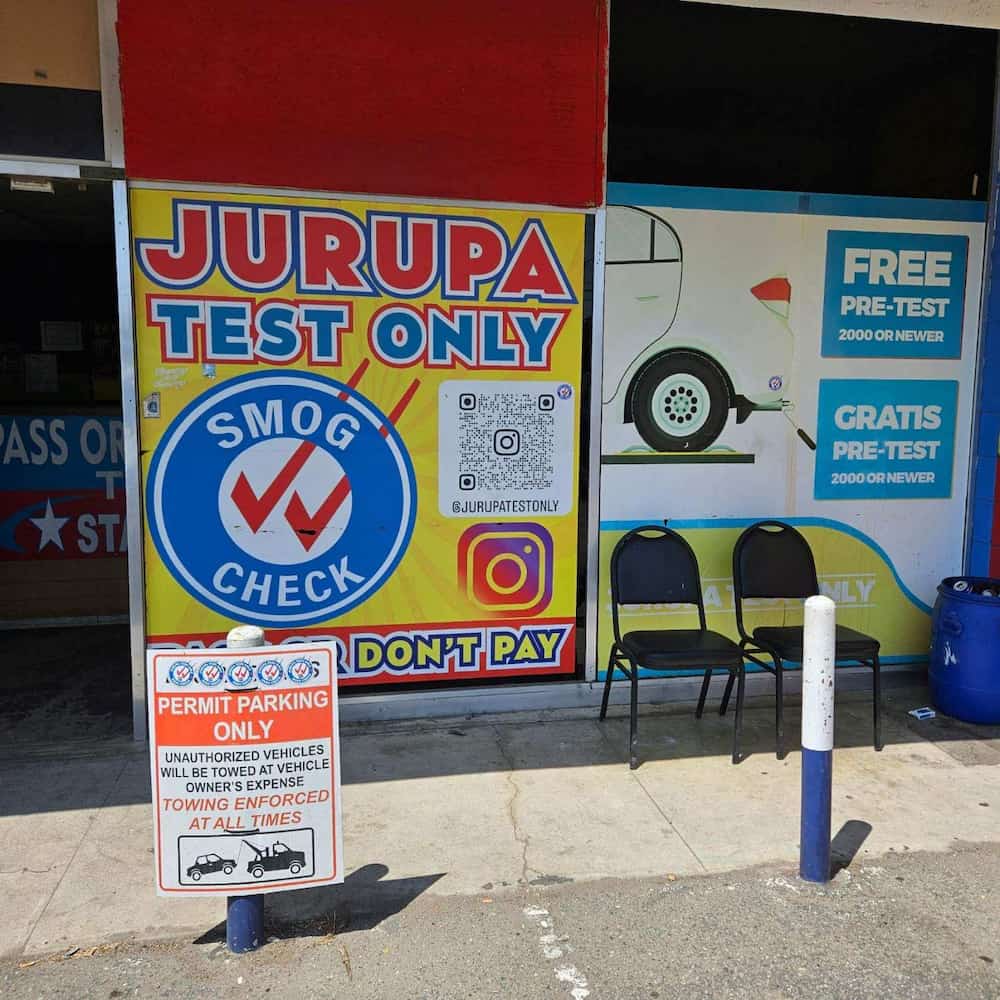 JURUPA
TEST ONLY
SMOG
CHECK
@JURUPATESTONLY
DON'T PAY
FREE
PRE-TEST
2000 OR NEWER
GRATIS
PRE-TEST
2000 OR NEWER
TEST ONLY
PASS OR
T
STA
PERMIT PARKING
ONLY
UNAUTHORIZED VEHICLES
WILL BE TOWED AT VEHICLE
OWNER'S EXPENSE
TOWING ENFORCED
AT ALL TIMES